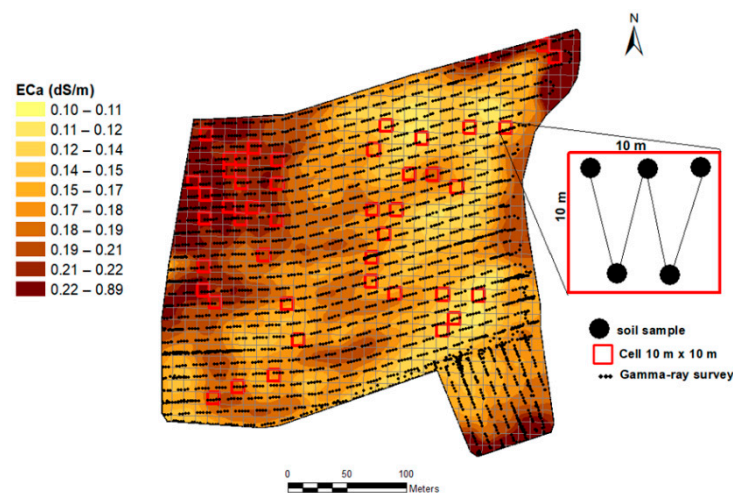 N
ECa (dS/m)
0.10 – 0.11
0.11 – 0.12
0.12 – 0.14
0.14 – 0.15
0.15 – 0.17
0.17 – 0.18
0.18 – 0.19
0.19 – 0.21
0.21 – 0.22
0.22 – 0.89
10 m
10 m
soil sample
Cell 10 m x 10 m
Gamma-ray survey
0 50 100
Meters